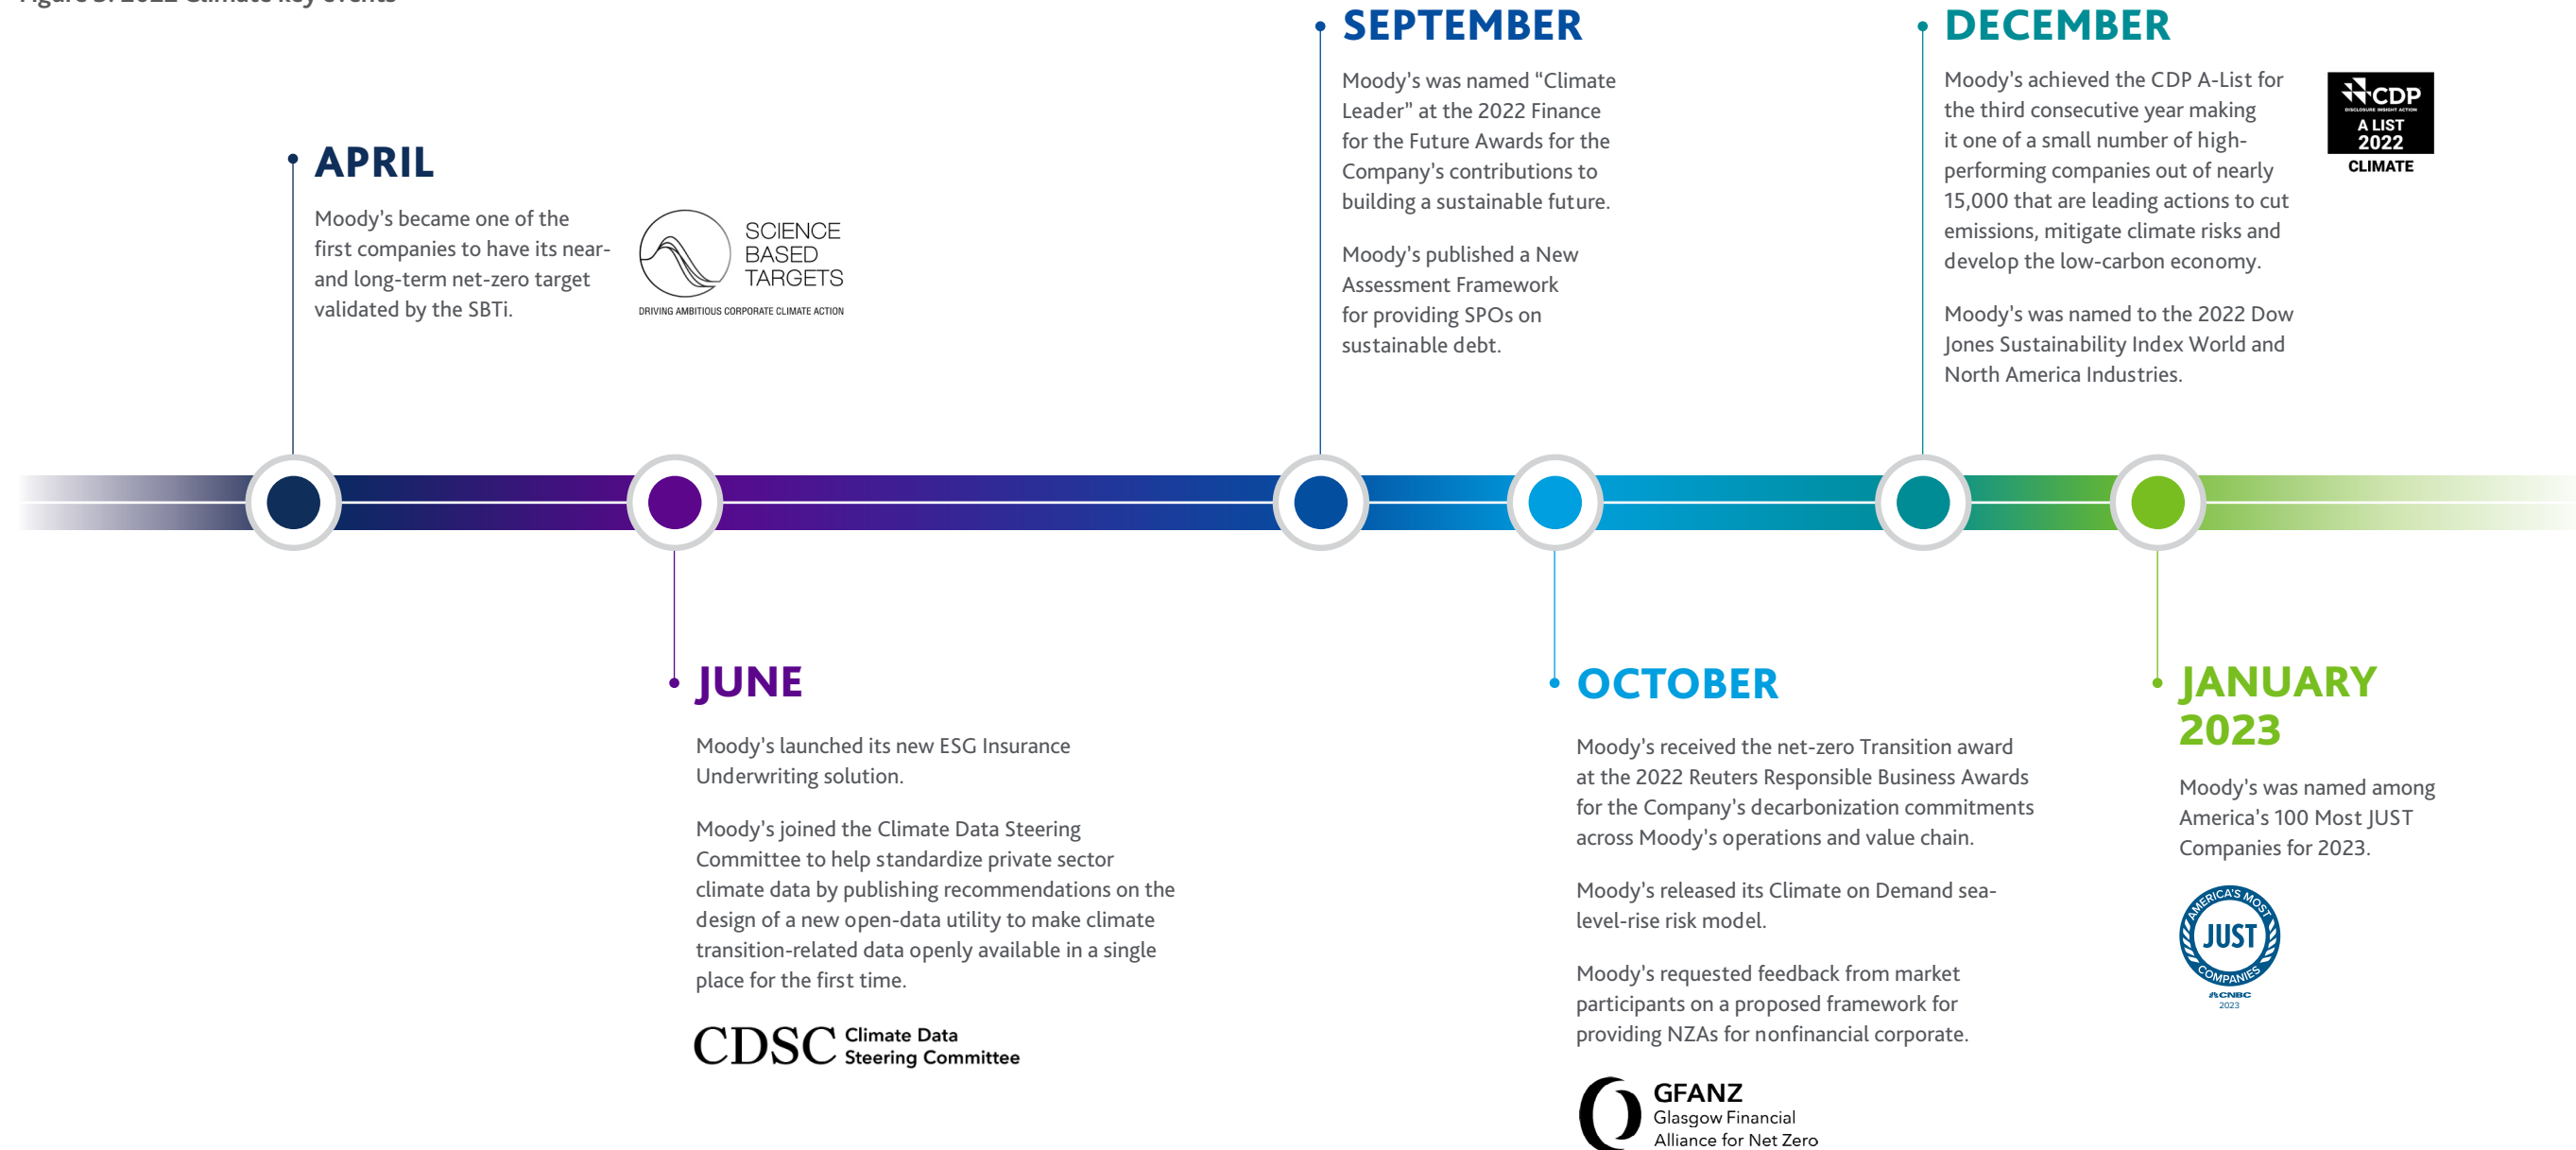 Figure 3: 2022 Climate key events
APRIL
Moody's became one of the
first companies to have its near-
and long-term net-zero target
validated by the SBTi.
SCIENCE
BASED
TARGETS
DRIVING AMBITIOUS CORPORATE CLIMATE ACTION
SEPTEMBER
Moody's was named “Climate
Leader” at the 2022 Finance
for the Future Awards for the
Company's contributions to
building a sustainable future.
Moody's published a New
Assessment Framework
for providing SPOs on
sustainable debt.
DECEMBER
Moody's achieved the CDP A-List for
the third consecutive year making
it one of a small number of high-
performing companies out of nearly
15,000 that are leading actions to cut
emissions, mitigate climate risks and
develop the low-carbon economy.
Moody's was named to the 2022 Dow
Jones Sustainability Index World and
North America Industries.
CDP
DISCLOSURE INSIGHT ACTION
A LIST
2022
CLIMATE
JUNE
Moody's launched its new ESG Insurance
Underwriting solution.
Moody's joined the Climate Data Steering
Committee to help standardize private sector
climate data by publishing recommendations on the
design of a new open-data utility to make climate
transition-related data openly available in a single
place for the first time.
CDSC Climate Data
Steering Committee
OCTOBER
Moody's received the net-zero Transition award
at the 2022 Reuters Responsible Business Awards
for the Company's decarbonization commitments
across Moody's operations and value chain.
Moody's released its Climate on Demand sea-
level-rise risk model.
Moody's requested feedback from market
participants on a proposed framework for
providing NZAs for nonfinancial corporate.
GFANZ
Glasgow Financial
Alliance for Net Zero
JANUARY
2023
Moody's was named among
America's 100 Most JUST
Companies for 2023.
AMERICA'S MOST
JUST
COMPANIES
CNBC
2023